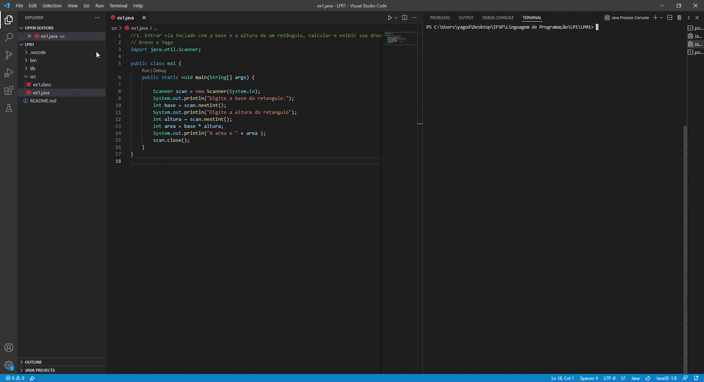 File Edit Selection View Go Run Terminal Help
ex1.java - LP01 - Visual Studio Code
EXPLORER
OPEN EDITORS
ex1.java src
LP01
.vscode
bin
lib
src
ex1.class
ex1.java
README.md
OUTLINE
JAVA PROJECTS
ex1.java
src > ex1.java > ...
1 //1. Entrar via teclado com a base e a altura de um retângulo, calcular e exibir sua área
2 // Breno e Yago
3 import java.util.Scanner;
4
5 public class ex1 {
Run | Debug
6 public static void main(String[] args) {
7
8 Scanner scan = new Scanner(System.in);
9 System.out.println("Digite a base do retangulo:");
10 int base = scan.nextInt();
11 System.out.println("Digite a altura do retangulo");
12 int altura = scan.nextInt();
13 int area = base * altura;
14 System.out.println("A area e " + area );
15 scan.close();
16 }
17 }
18
PROBLEMS OUTPUT DEBUG CONSOLE TERMINAL
Java Process Console
PS C:\Users\yagod\Desktop\IFSP\Linguagem de Programação\LP1\LP01>
po...
Ja...
Ja...
po...
0 0
Ln 18, Col 1 Spaces: 4 UTF-8 LF Java JavaSE-1.8